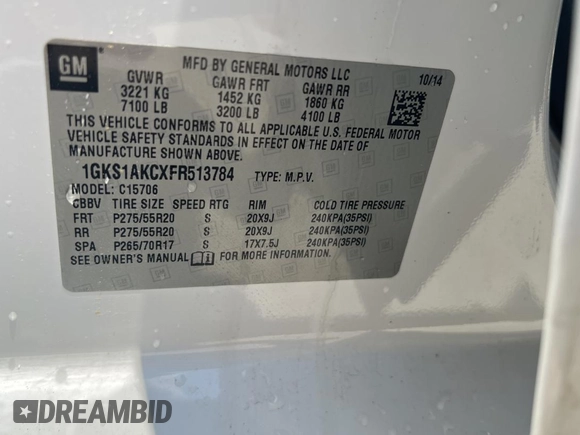 GM
MFD BY GENERAL MOTORS LLC
10/14
GVWR GAWR FRT GAWR RR
3221 KG 1452 KG 1860 KG
7100 LB 3200 LB 4100 LB
THIS VEHICLE CONFORMS TO ALL APPLICABLE U.S. FEDERAL MOTOR
VEHICLE SAFETY STANDARDS IN EFFECT ON THE DATE OF
MANUFACTURE SHOWN ABOVE.
1GKS1AKCXFR513784 TYPE: M.P.V.
MODEL: C15706
CBBV TIRE SIZE SPEED RTG RIM COLD TIRE PRESSURE
FRT P275/55R20 S 20X9J 240KPA(35PSI)
RR P275/55R20 S 20X9J 240KPA(35PSI)
SPA P265/70R17 S 17X7.5J 240KPA(35PSI)
SEE OWNER'S MANUAL FOR MORE INFORMATION.
DREAMBID